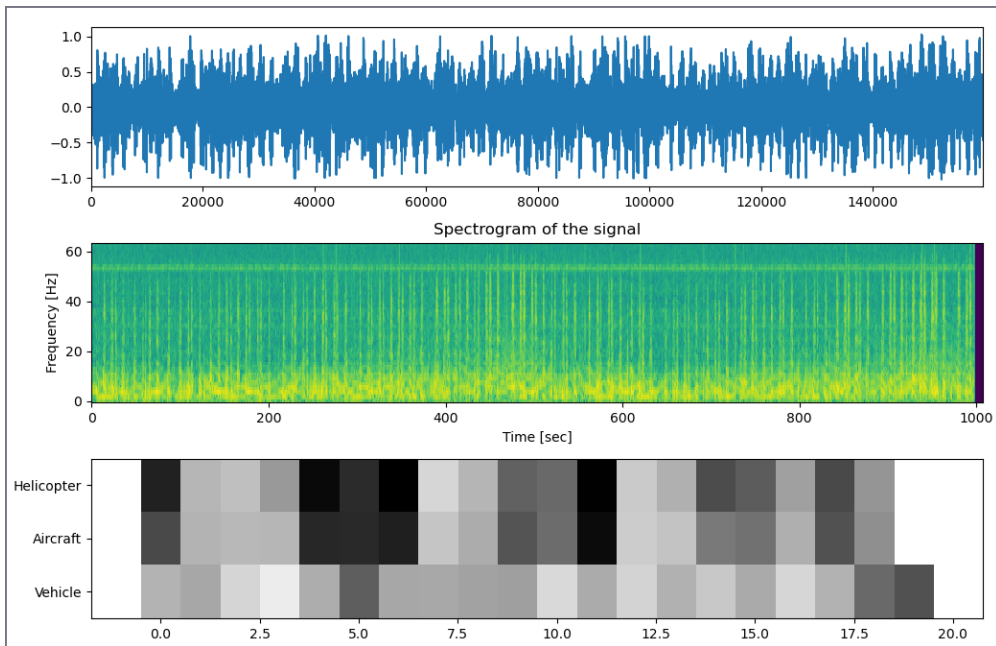 1.0
0.5
0.0
−0.5
−1.0
0 20000 40000 60000 80000 100000 120000 140000
Spectrogram of the signal
60
40
20
0
Frequency [Hz]
0 200 400 600 800 1000
Time [sec]
Helicopter
Aircraft
Vehicle
0.0 2.5 5.0 7.5 10.0 12.5 15.0 17.5 20.0